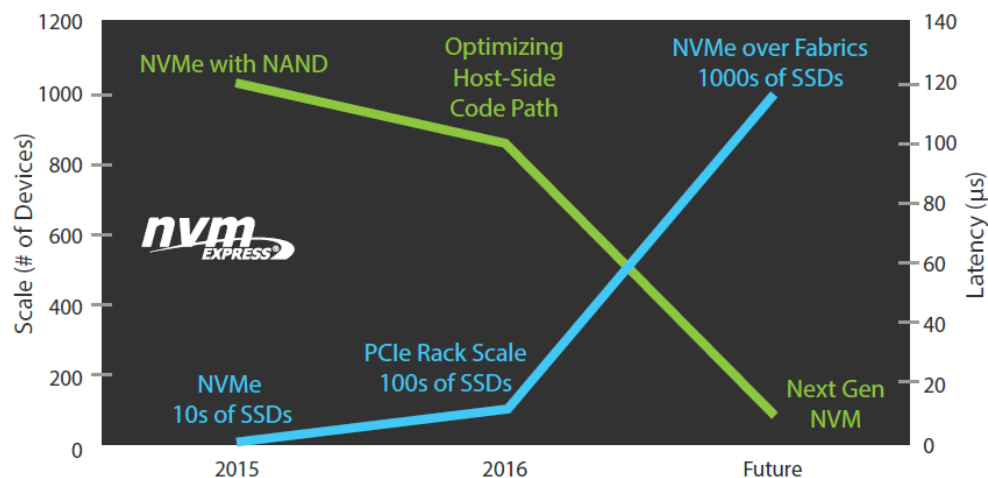 1200
1000
800
600
400
200
0
Scale (# of Devices)
140
120
100
80
60
40
20
0
Latency (µs)
NVMe with NAND
Optimizing
Host-Side
Code Path
NVMe over Fabrics
1000s of SSDs
nvm
EXPRESS®
NVMe
10s of SSDs
PCIe Rack Scale
100s of SSDs
Next Gen
NVM
2015
2016
Future